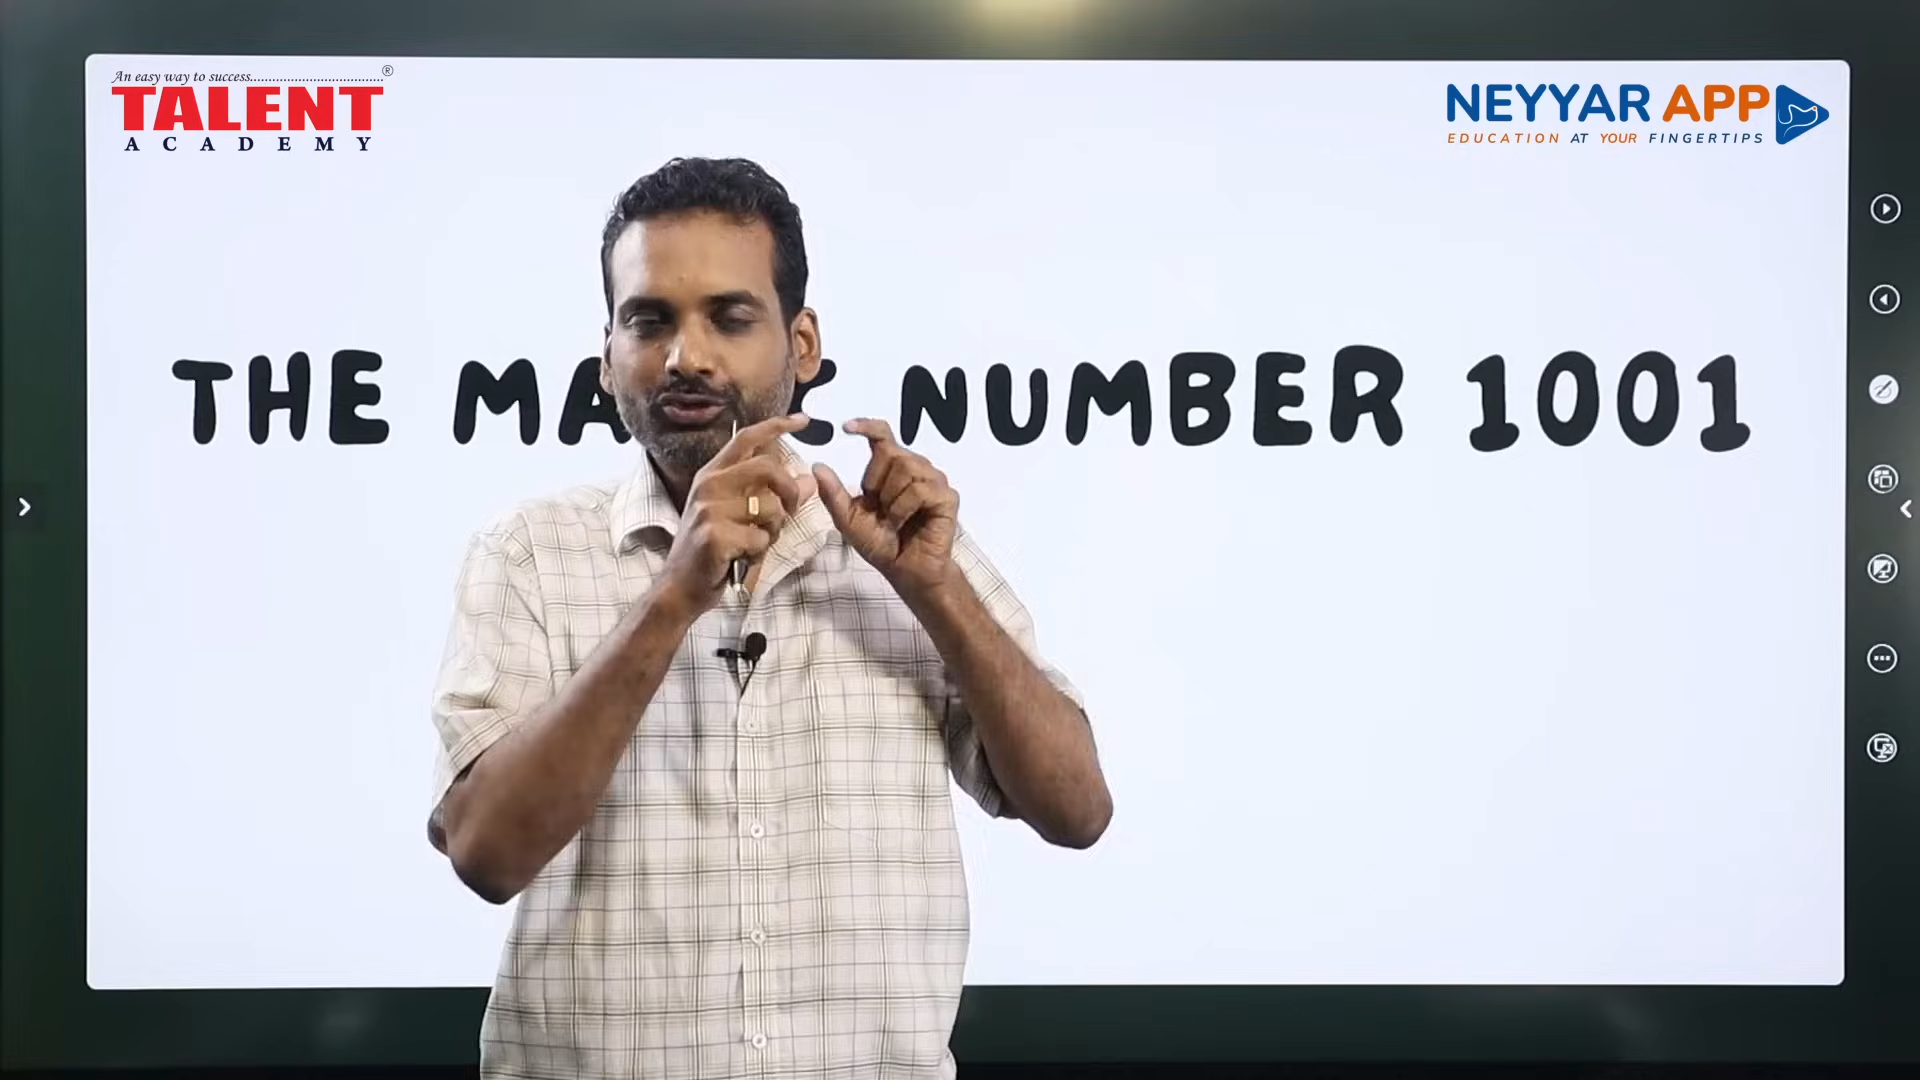 An easy way to success......................................®
TALENT
ACADEMY
NEYYAR APP
EDUCATION AT YOUR FINGERTIPS
THE NUMBER 1001